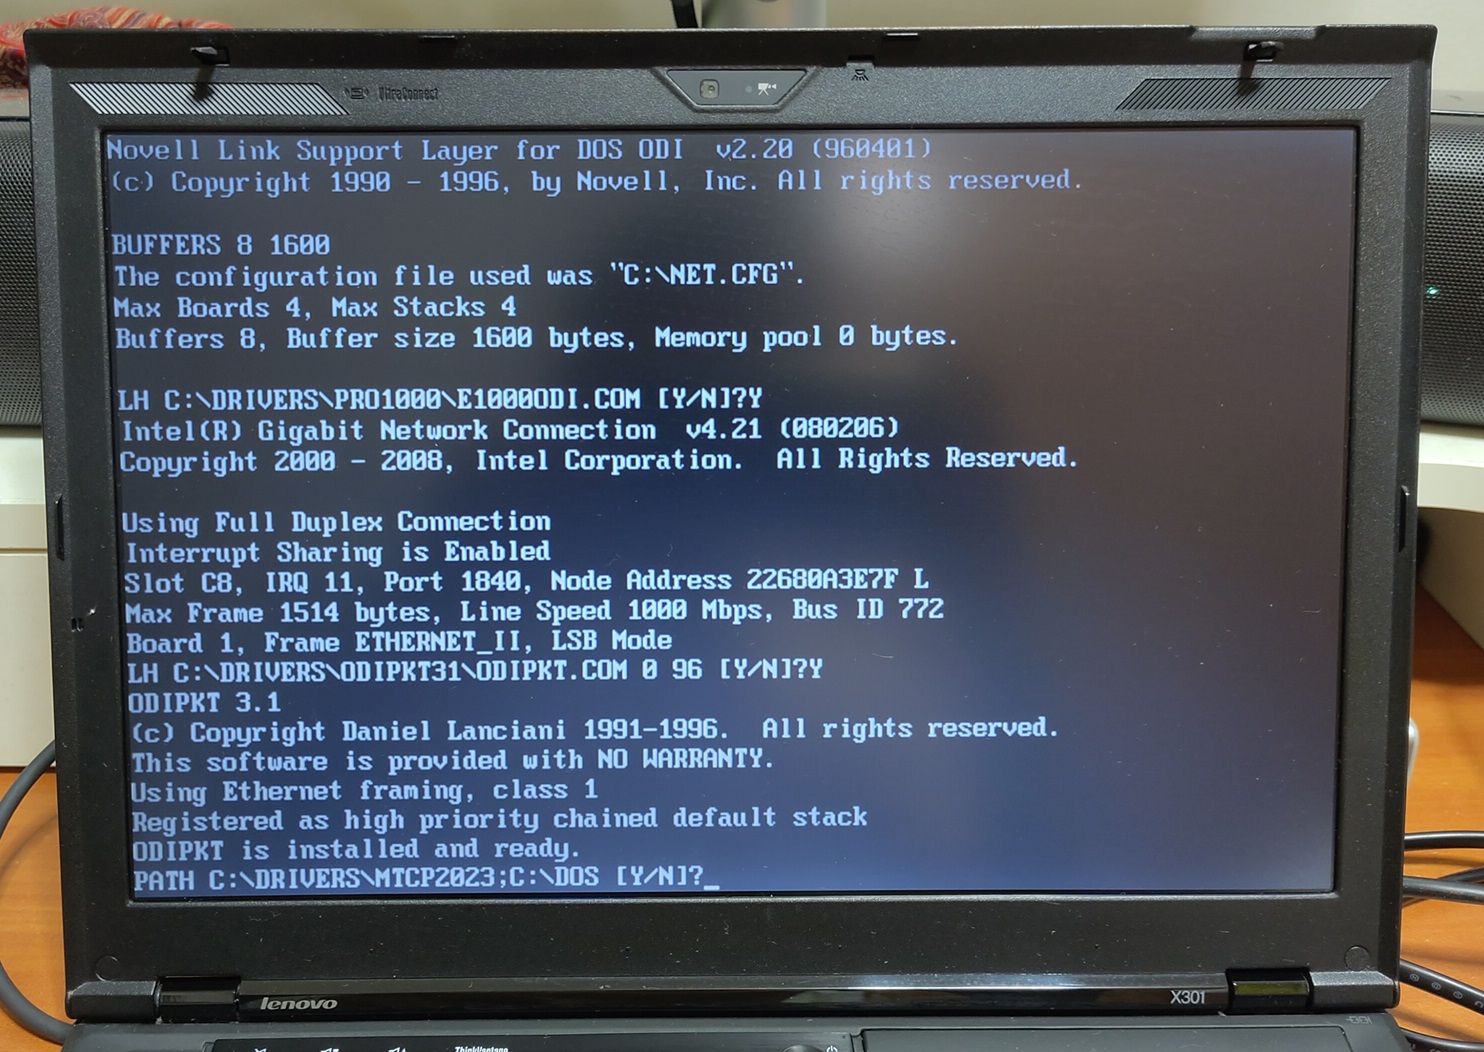 UltraConnect
Novell Link Support Layer for DOS ODI  v2.20 (960401)
(c) Copyright 1990 - 1996, by Novell, Inc. All rights reserved.
BUFFERS 8 1600
The configuration file used was "C:\NET.CFG".
Max Boards 4, Max Stacks 4
Buffers 8, Buffer size 1600 bytes, Memory pool 0 bytes.
LH C:\DRIVERS\PRO1000\E1000ODI.COM [Y/N]?Y
Intel(R) Gigabit Network Connection  v4.21 (080206)
Copyright 2000 - 2008, Intel Corporation.  All Rights Reserved.
Using Full Duplex Connection
Interrupt Sharing is Enabled
Slot C8, IRQ 11, Port 1840, Node Address 22680A3E7F L
Max Frame 1514 bytes, Line Speed 1000 Mbps, Bus ID 772
Board 1, Frame ETHERNET_II, LSB Mode
LH C:\DRIVERS\ODIPKT31\ODIPKT.COM 0 96 [Y/N]?Y
ODIPKT 3.1
(c) Copyright Daniel Lanciani 1991-1996.  All rights reserved.
This software is provided with NO WARRANTY.
Using Ethernet framing, class 1
Registered as high priority chained default stack
ODIPKT is installed and ready.
PATH C:\DRIVERS\MTCP2023;C:\DOS [Y/N]?_
lenovo
X301
ThinkVantage